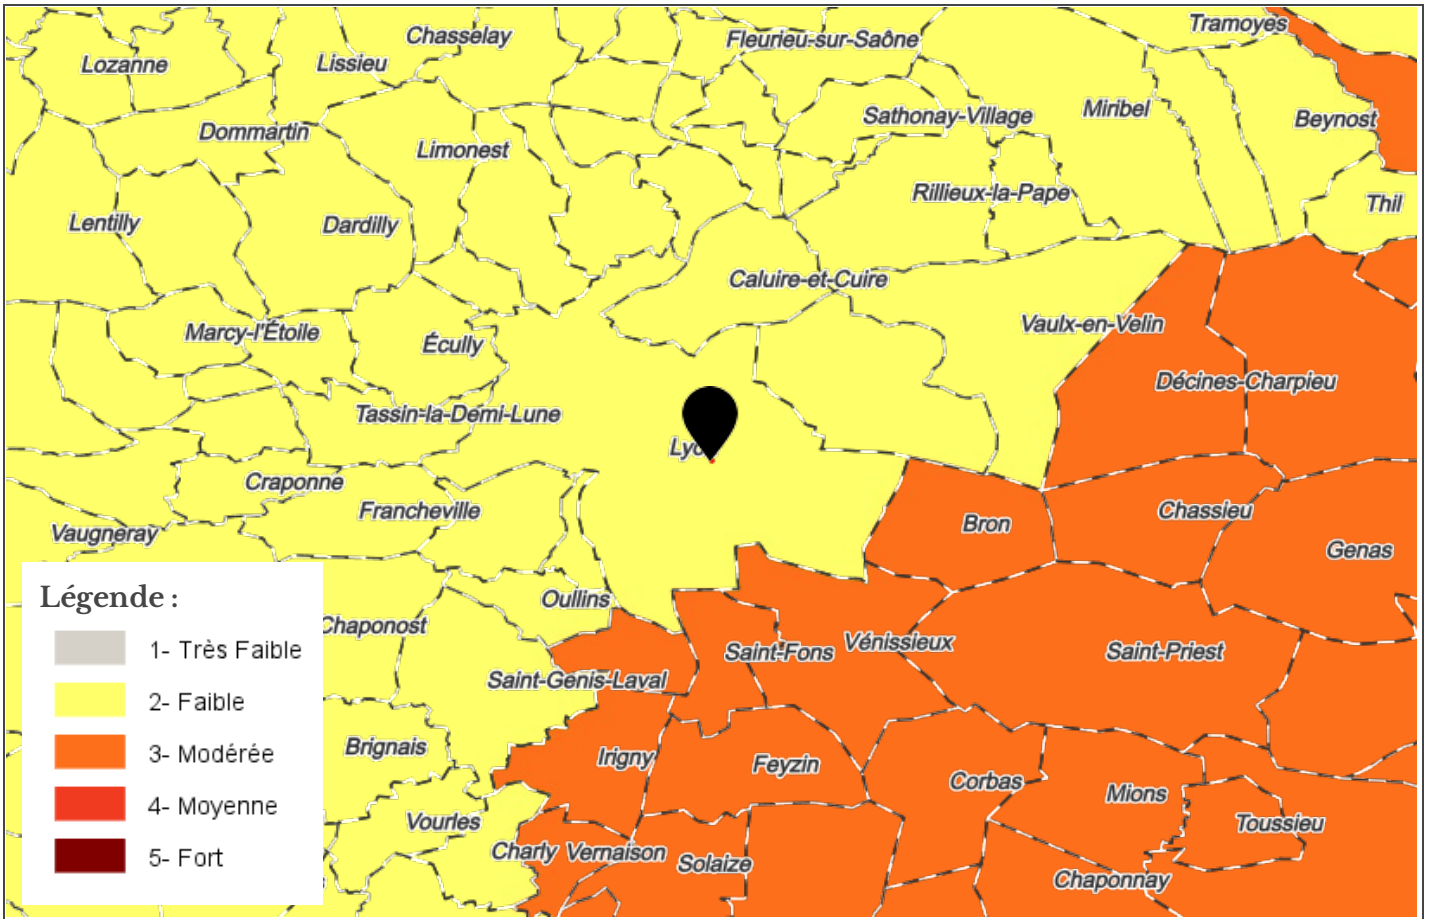 Tramoyes
Chasselay
Fleurieu-sur-Saône
Lozanne
Lissieu
Miribel
Sathonay-Village
Beynost
Dommartin
Limonest
Rillieux-la-Pape
Thil
Lentilly
Dardilly
Caluire-et-Cuire
Vaulx-en-Velin
Marcy-l'Étoile
Écully
Décines-Charpieu
Tassin-la-Demi-Lune
Lyo
Craponne
Francheville
Chassieu
Bron
Vaugneray
Genas
Légende :
Oullins
Chaponost
1- Très Faible
Saint-Fons
Vénissieux
Saint-Priest
Saint-Genis-Laval
2- Faible
Brignais
3- Modérée
Irigny
Feyzin
Corbas
Mions
4- Moyenne
Vourles
Toussieu
5- Fort
Charly
Vernaison
Solaize
Chaponnay